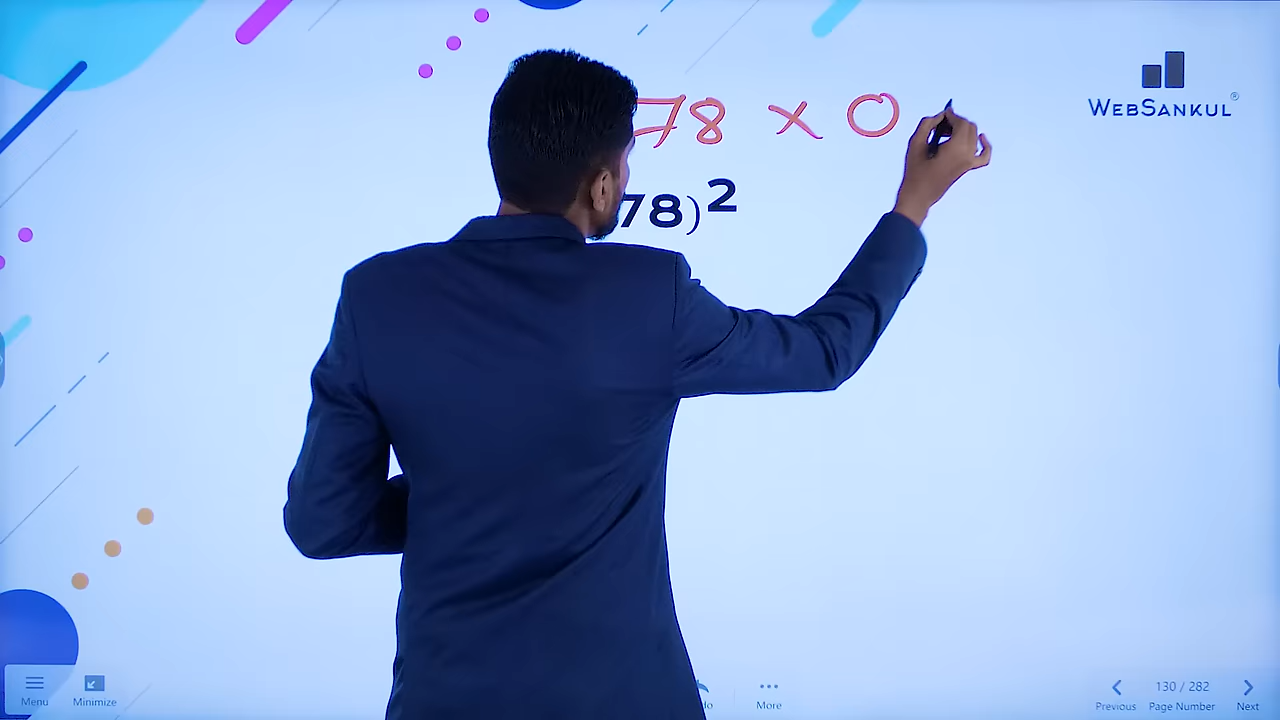 78 × 0
78)²
WEBSANKUL®
Menu
Minimize
More
130 / 282
Previous
Page Number
Next